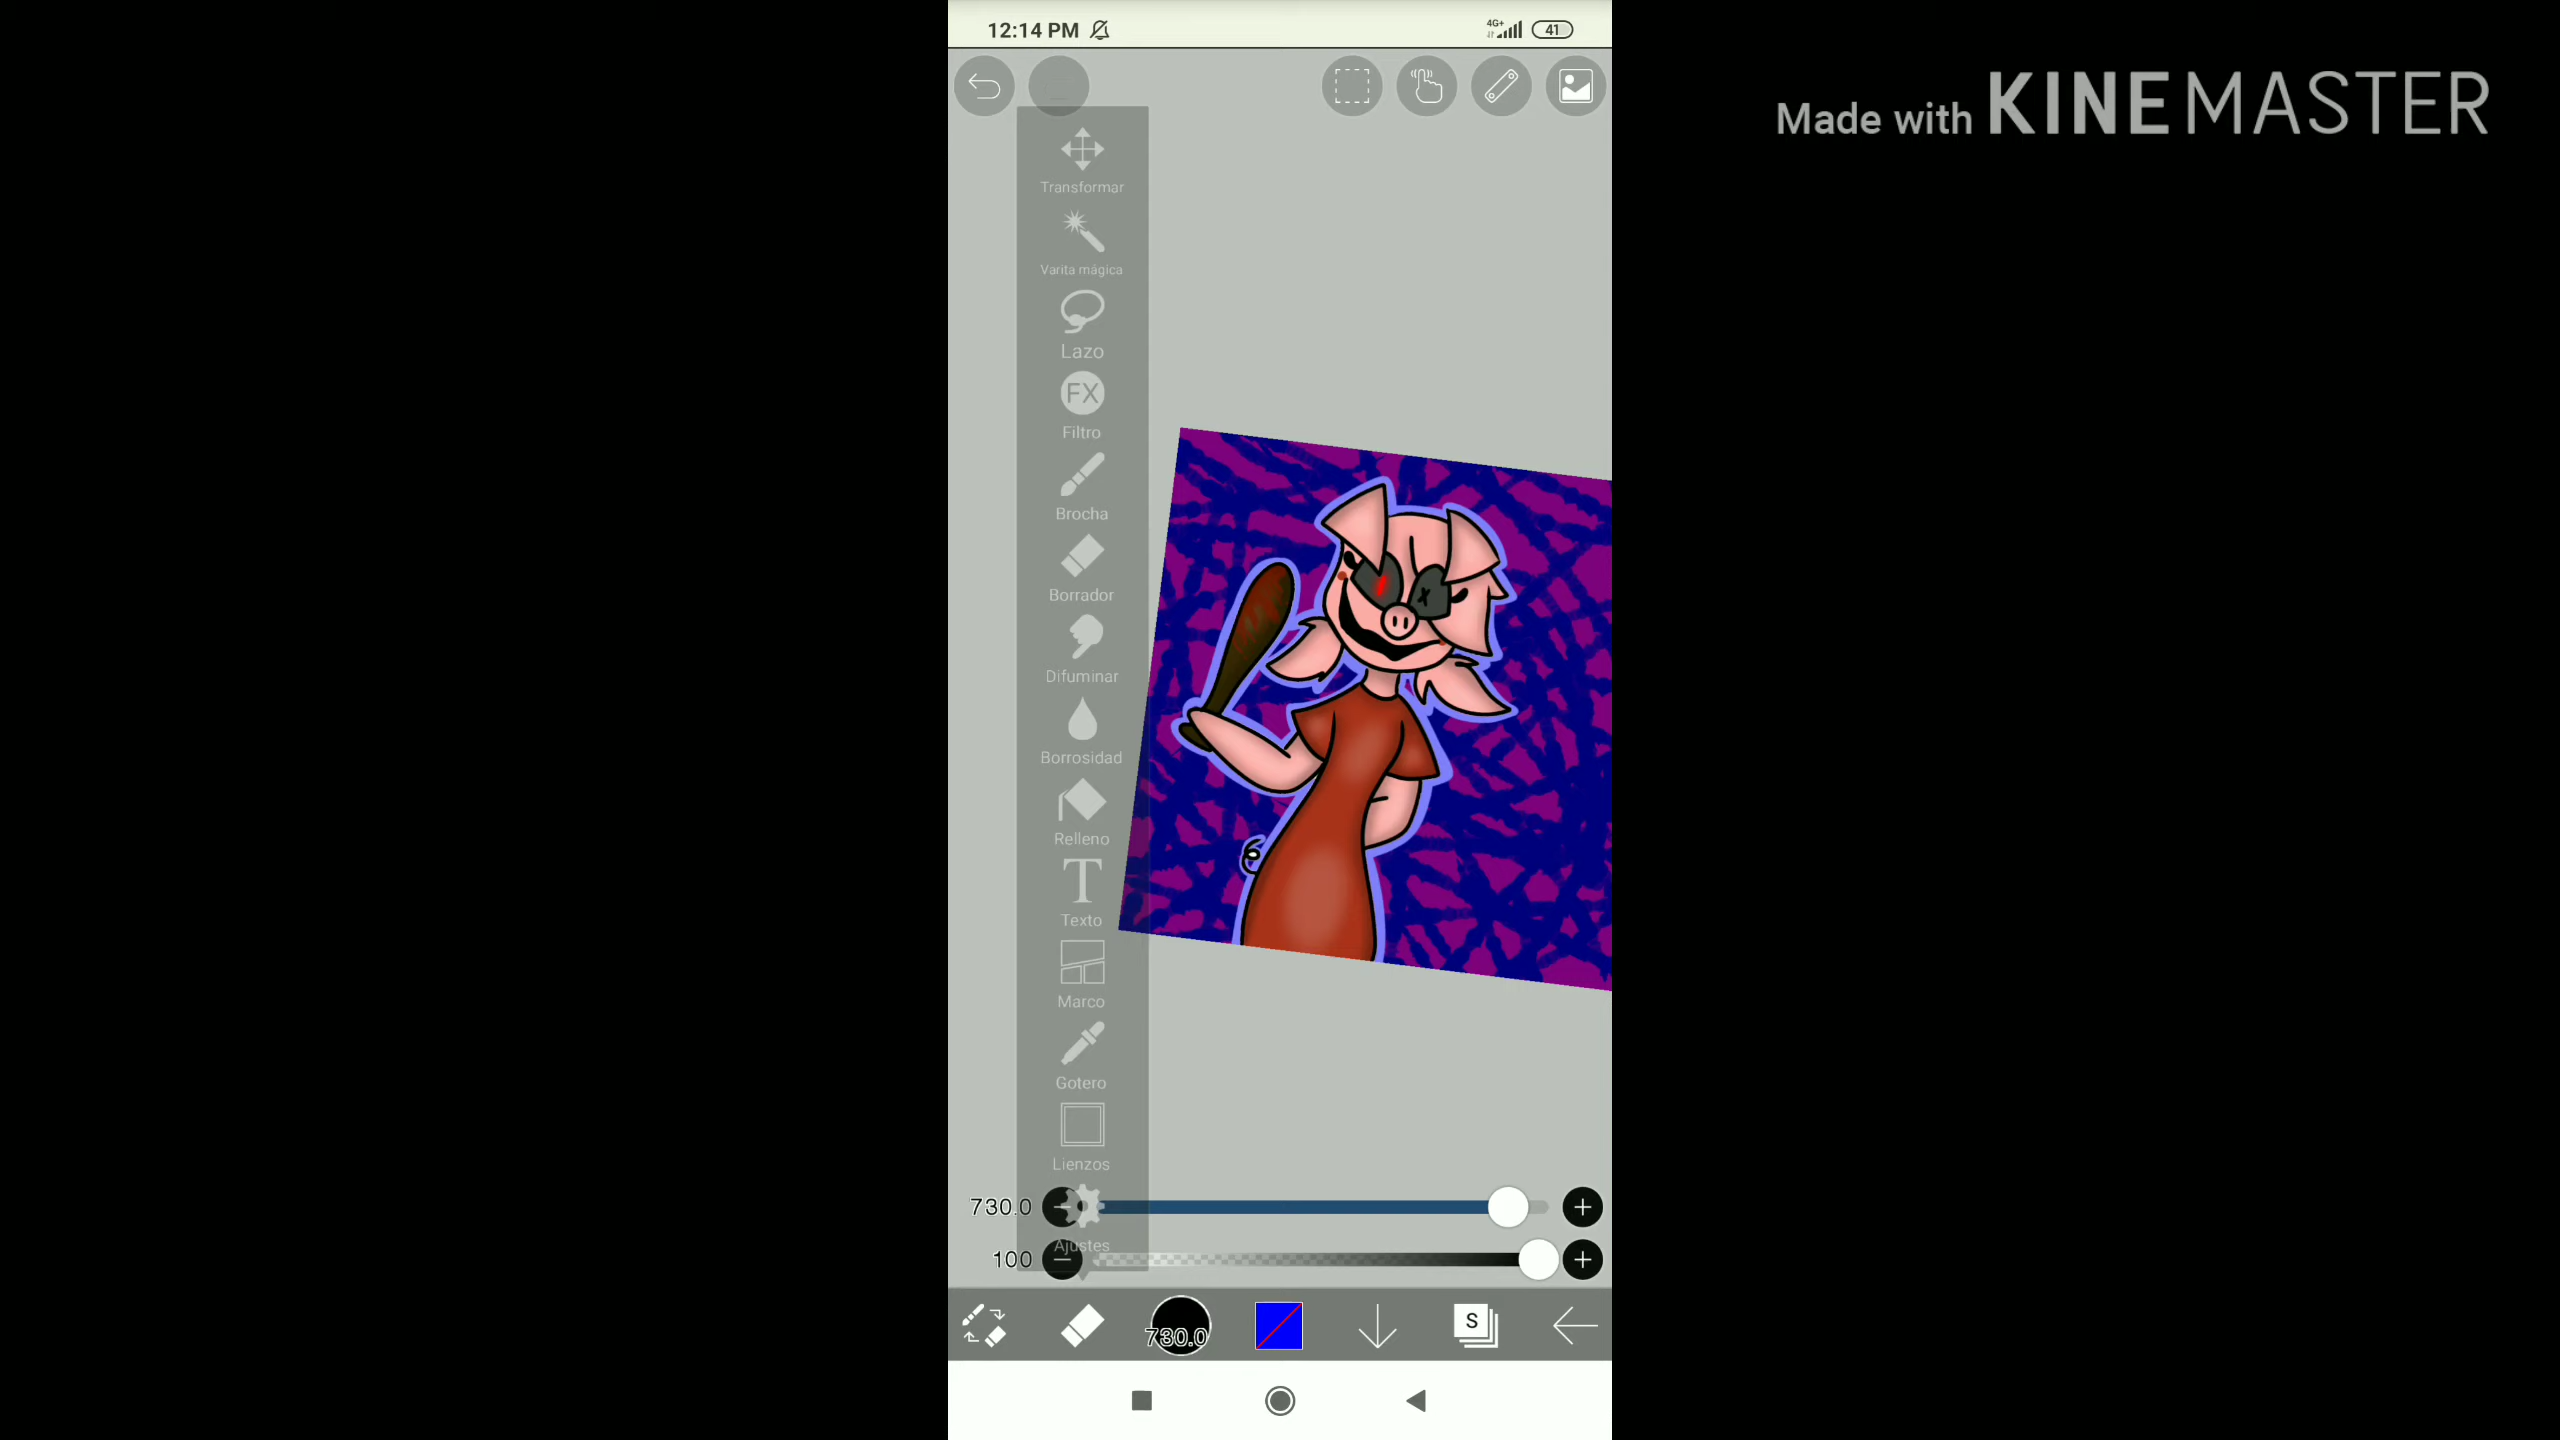 12:14 PM
4G+
41
Made with KINEMASTER
Transformar
Varita mágica
Lazo
FX
Filtro
Brocha
Borrador
Difuminar
Borrosidad
Relleno
T
Texto
Marco
Gotero
Lienzos
730.0
Ajustes
100
730.0
S